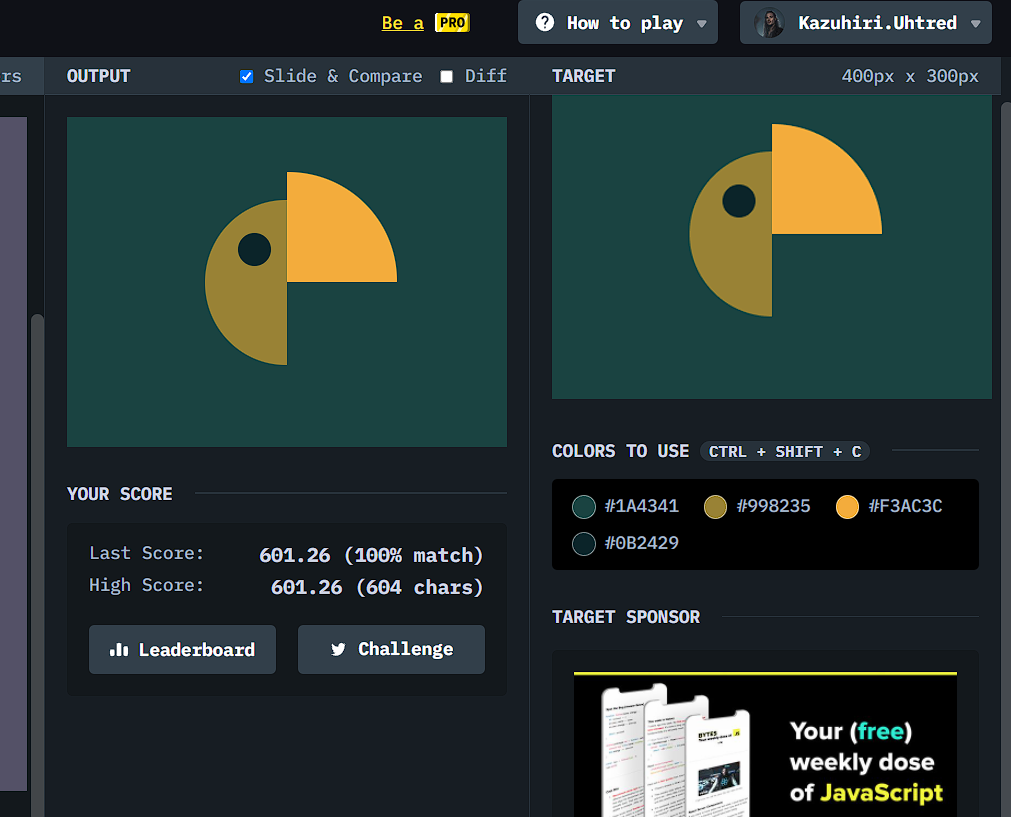 Be a PRO
How to play
Kazuhiri.Uhtred
rs
OUTPUT
Slide & Compare
Diff
TARGET
400px x 300px
YOUR SCORE
Last Score: 601.26 (100% match)
High Score: 601.26 (604 chars)
Leaderboard
Challenge
COLORS TO USE CTRL + SHIFT + C
#1A4341 #998235 #F3AC3C
#0B2429
TARGET SPONSOR
BYTES
Your (free)
weekly dose
of JavaScript